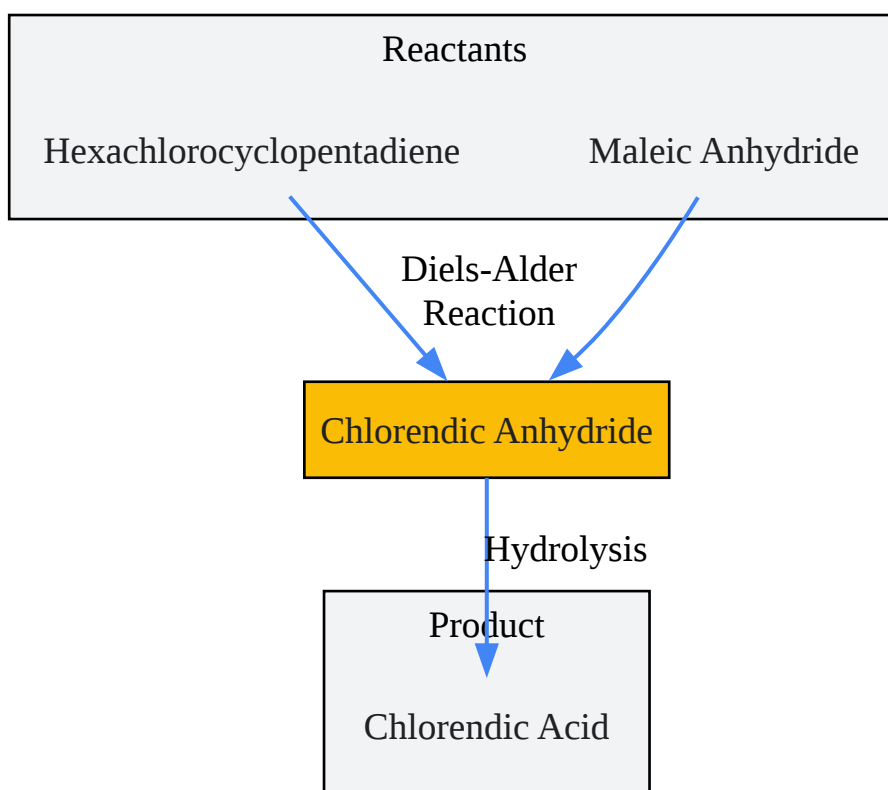 Reactants
Hexachlorocyclopentadiene
Maleic Anhydride
Diels-Alder
Reaction
Chlorendic Anhydride
Hydrolysis
Product
Chlorendic Acid